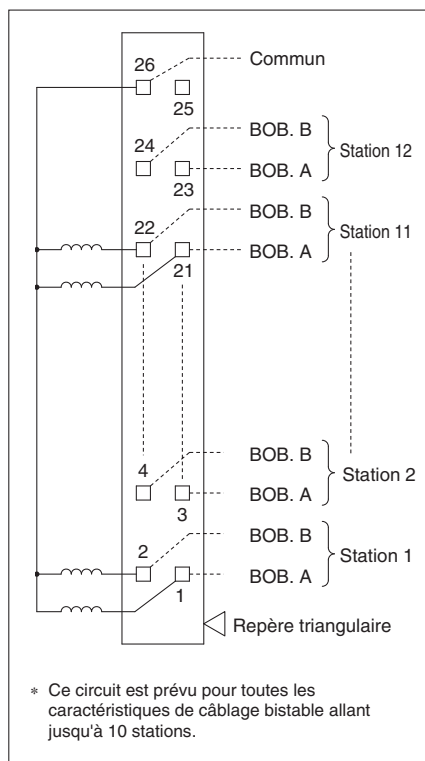 26 Commun
25
24 BOB. B
BOB. A Station 12
23
22 BOB. B
BOB. A Station 11
21
4 BOB. B
BOB. A Station 2
3
2 BOB. B
BOB. A Station 1
1
Repère triangulaire
* Ce circuit est prévu pour toutes les
caractéristiques de câblage bistable allant
jusqu'à 10 stations.